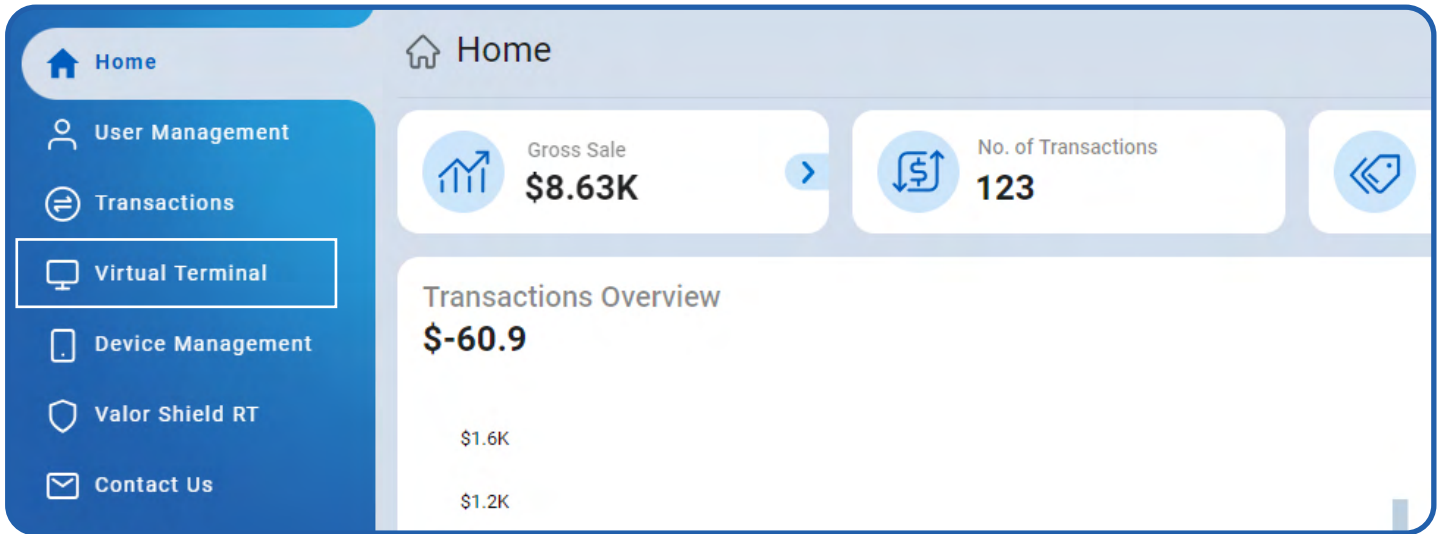 Home
User Management
Transactions
Virtual Terminal
Device Management
Valor Shield RT
Contact Us
Home
Gross Sale
$8.63K
No. of Transactions
123
Transactions Overview
$-60.9
$1.6K
$1.2K